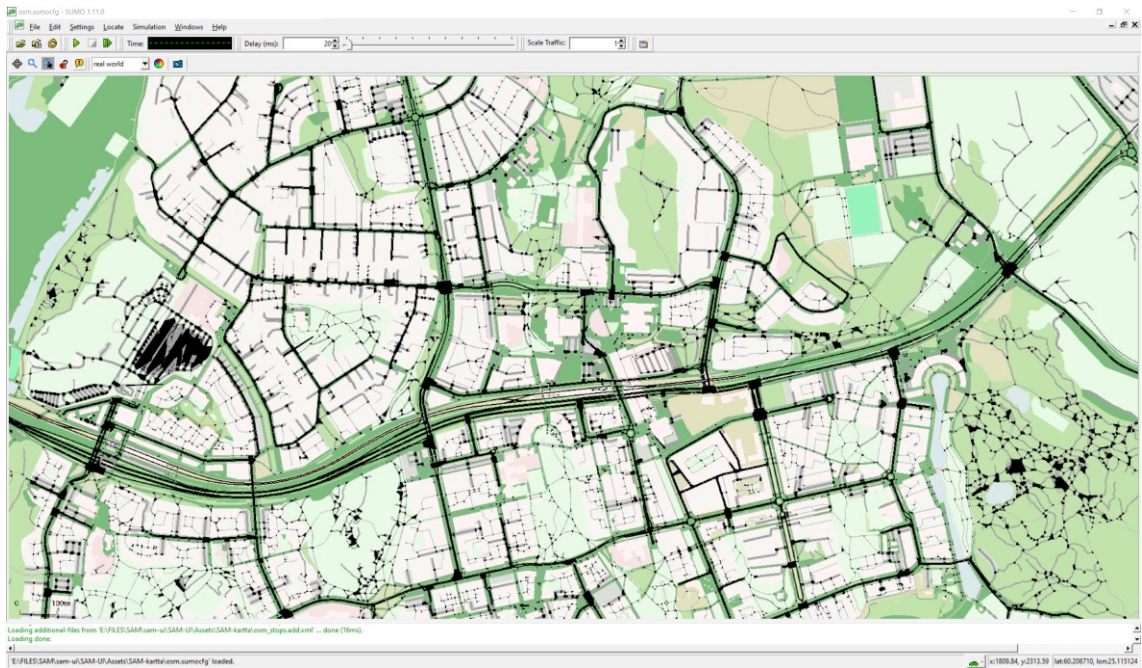 osm.sumocfg - SUMO 1.11.0
File Edit Settings Locate Simulation Windows Help
Time: Delay (ms): 20 Scale Traffic: 1
real world
0 100m
Loading additional-files from 'E:\FILES\SAM\sam-ui\SAM-UI\Assets\SAM-kartta\osm_stops.add.xml' ... done (16ms).
Loading done.
'E:\FILES\SAM\sam-ui\SAM-UI\Assets\SAM-kartta\osm.sumocfg' loaded. x:1809.84, y:2313.59 lat:60.206710, lon:25.115124